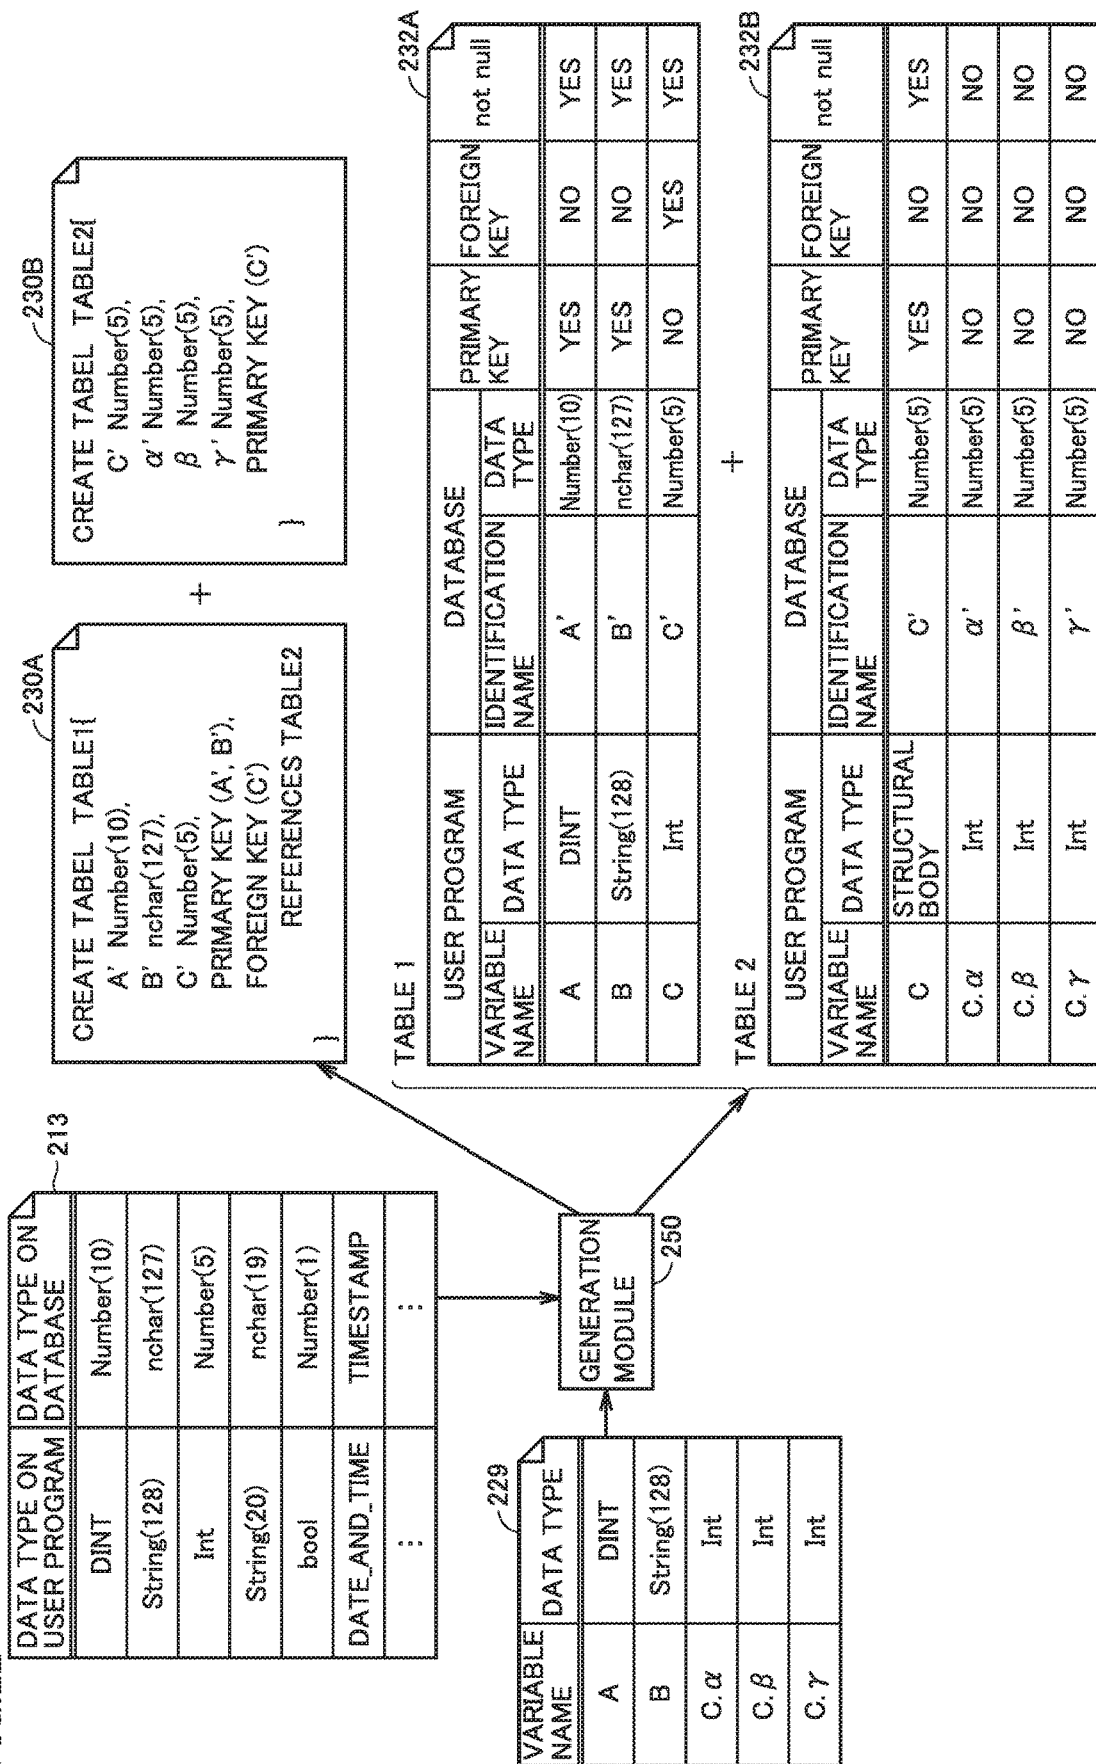 DATA TYPE ON USER PROGRAM DATA TYPE ON DATABASE
213
DINT Number(10)
String(128) nchar(127)
Int Number(5)
String(20) nchar(19)
bool Number(1)
DATE_AND_TIME TIMESTAMP
⋮ ⋮
229
VARIABLE NAME DATA TYPE
A DINT
B String(128)
C.α Int
C.β Int
C.γ Int
GENERATION
MODULE
250
230A
CREATE TABEL TABLE1{
A' Number(10),
B' nchar(127),
C' Number(5),
PRIMARY KEY (A', B'),
FOREIGN KEY (C')
REFERENCES TABLE2
}
+
230B
CREATE TABEL TABLE2{
C' Number(5),
α' Number(5),
β Number(5),
γ' Number(5),
PRIMARY KEY (C')
}
TABLE 1
232A
USER PROGRAM DATABASE PRIMARY KEY FOREIGN KEY not null
VARIABLE NAME DATA TYPE IDENTIFICATION NAME DATA TYPE
A DINT A' Number(10) YES NO YES
B String(128) B' nchar(127) YES NO YES
C Int C' Number(5) NO YES YES
+
TABLE 2
232B
USER PROGRAM DATABASE PRIMARY KEY FOREIGN KEY not null
VARIABLE NAME DATA TYPE IDENTIFICATION NAME DATA TYPE
C STRUCTURAL BODY C' Number(5) YES NO YES
C.α Int α' Number(5) NO NO NO
C.β Int β' Number(5) NO NO NO
C.γ Int γ' Number(5) NO NO NO